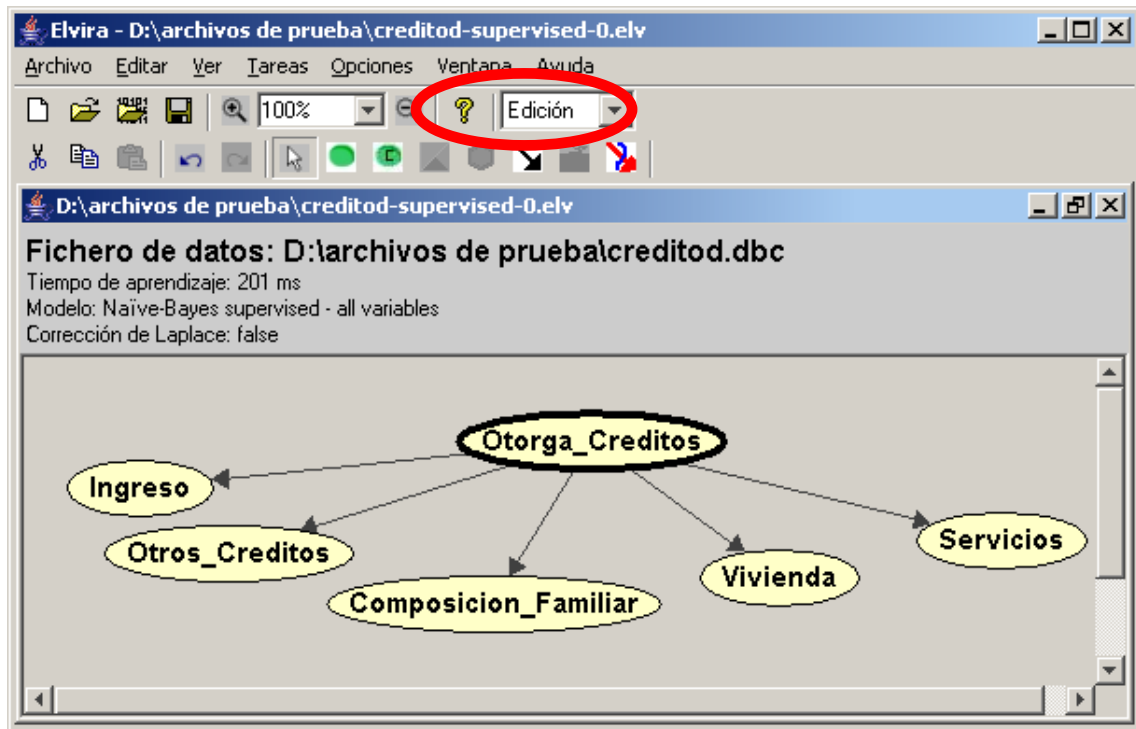 Elvira - D:\archivos de prueba\creditod-supervised-0.elv
Archivo Editar Ver Tareas Opciones Ventana Ayuda
100% Edición
D:\archivos de prueba\creditod-supervised-0.elv
Fichero de datos: D:\archivos de prueba\creditod.dbc
Tiempo de aprendizaje: 201 ms
Modelo: Naïve-Bayes supervised - all variables
Corrección de Laplace: false
Otorga_Creditos
Ingreso
Otros_Creditos
Servicios
Vivienda
Composicion_Familiar